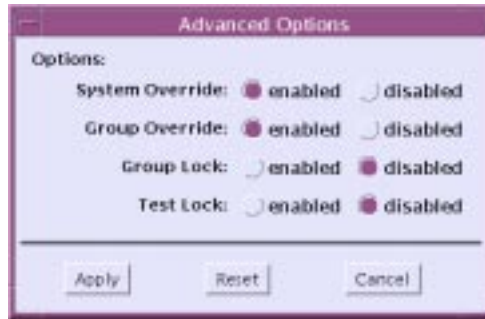 Advanced Options
Options:
System Override: enabled disabled
Group Override: enabled disabled
Group Lock: enabled disabled
Test Lock: enabled disabled
Apply Reset Cancel